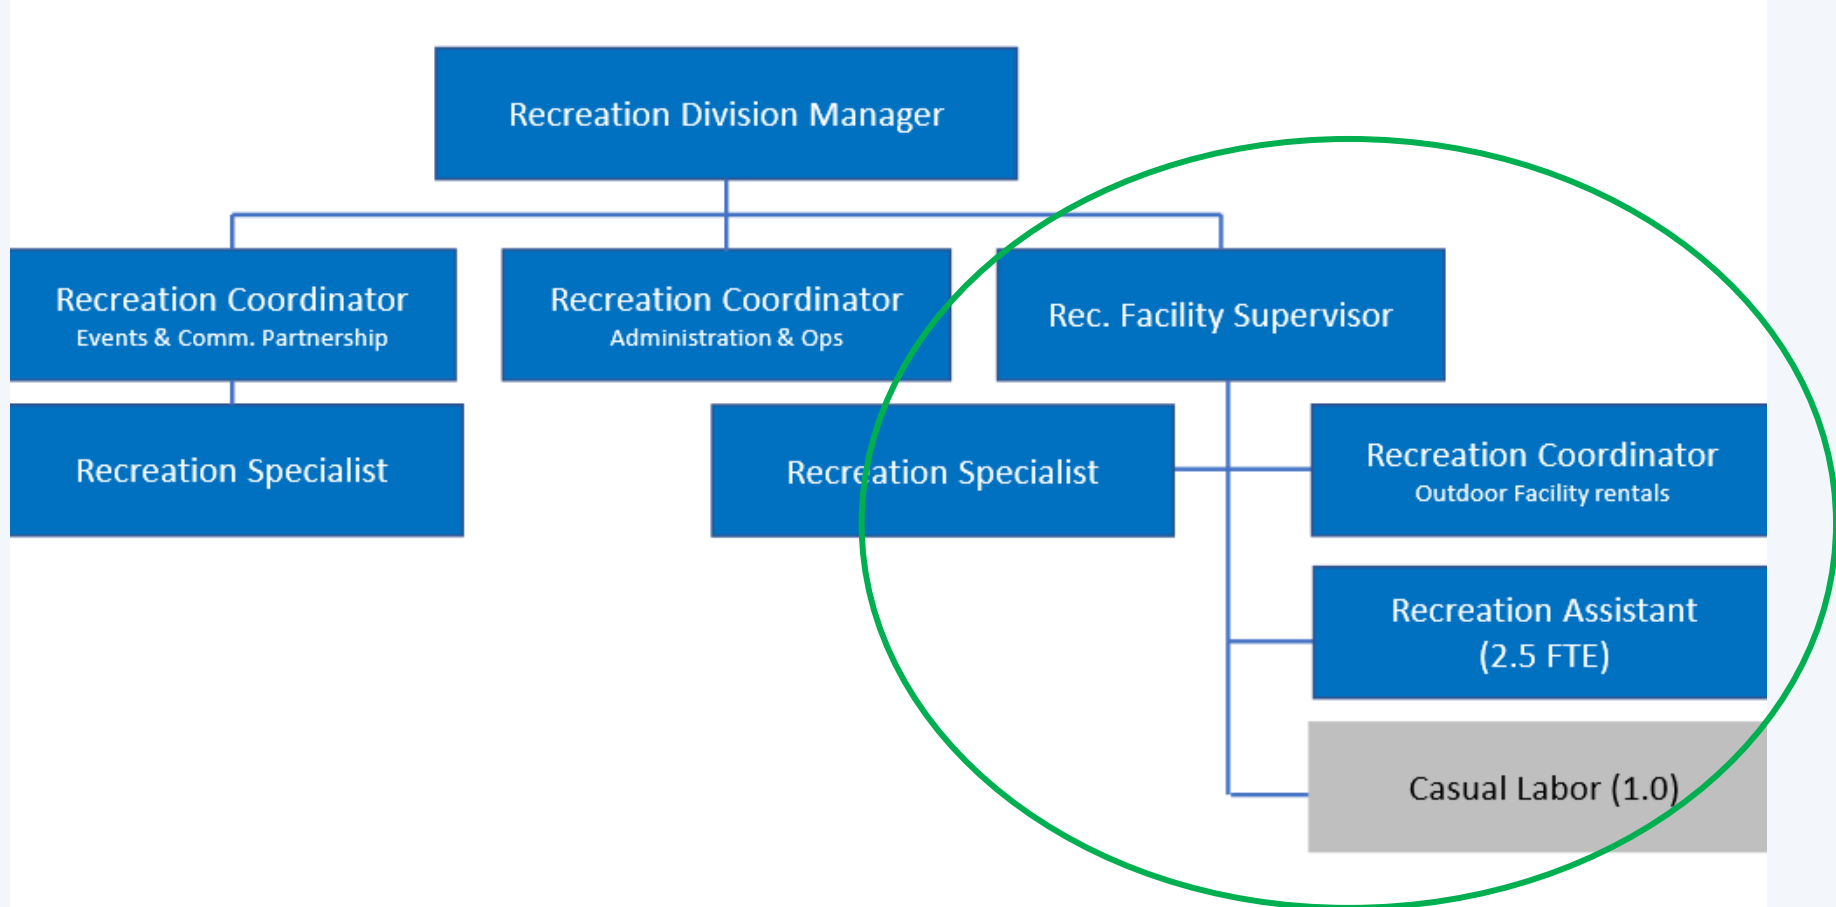 Recreation Division Manager
Recreation Coordinator
Events & Comm. Partnership
Recreation Coordinator
Administration & Ops
Rec. Facility Supervisor
Recreation Specialist
Recreation Specialist
Recreation Coordinator
Outdoor Facility rentals
Recreation Assistant
(2.5 FTE)
Casual Labor (1.0)